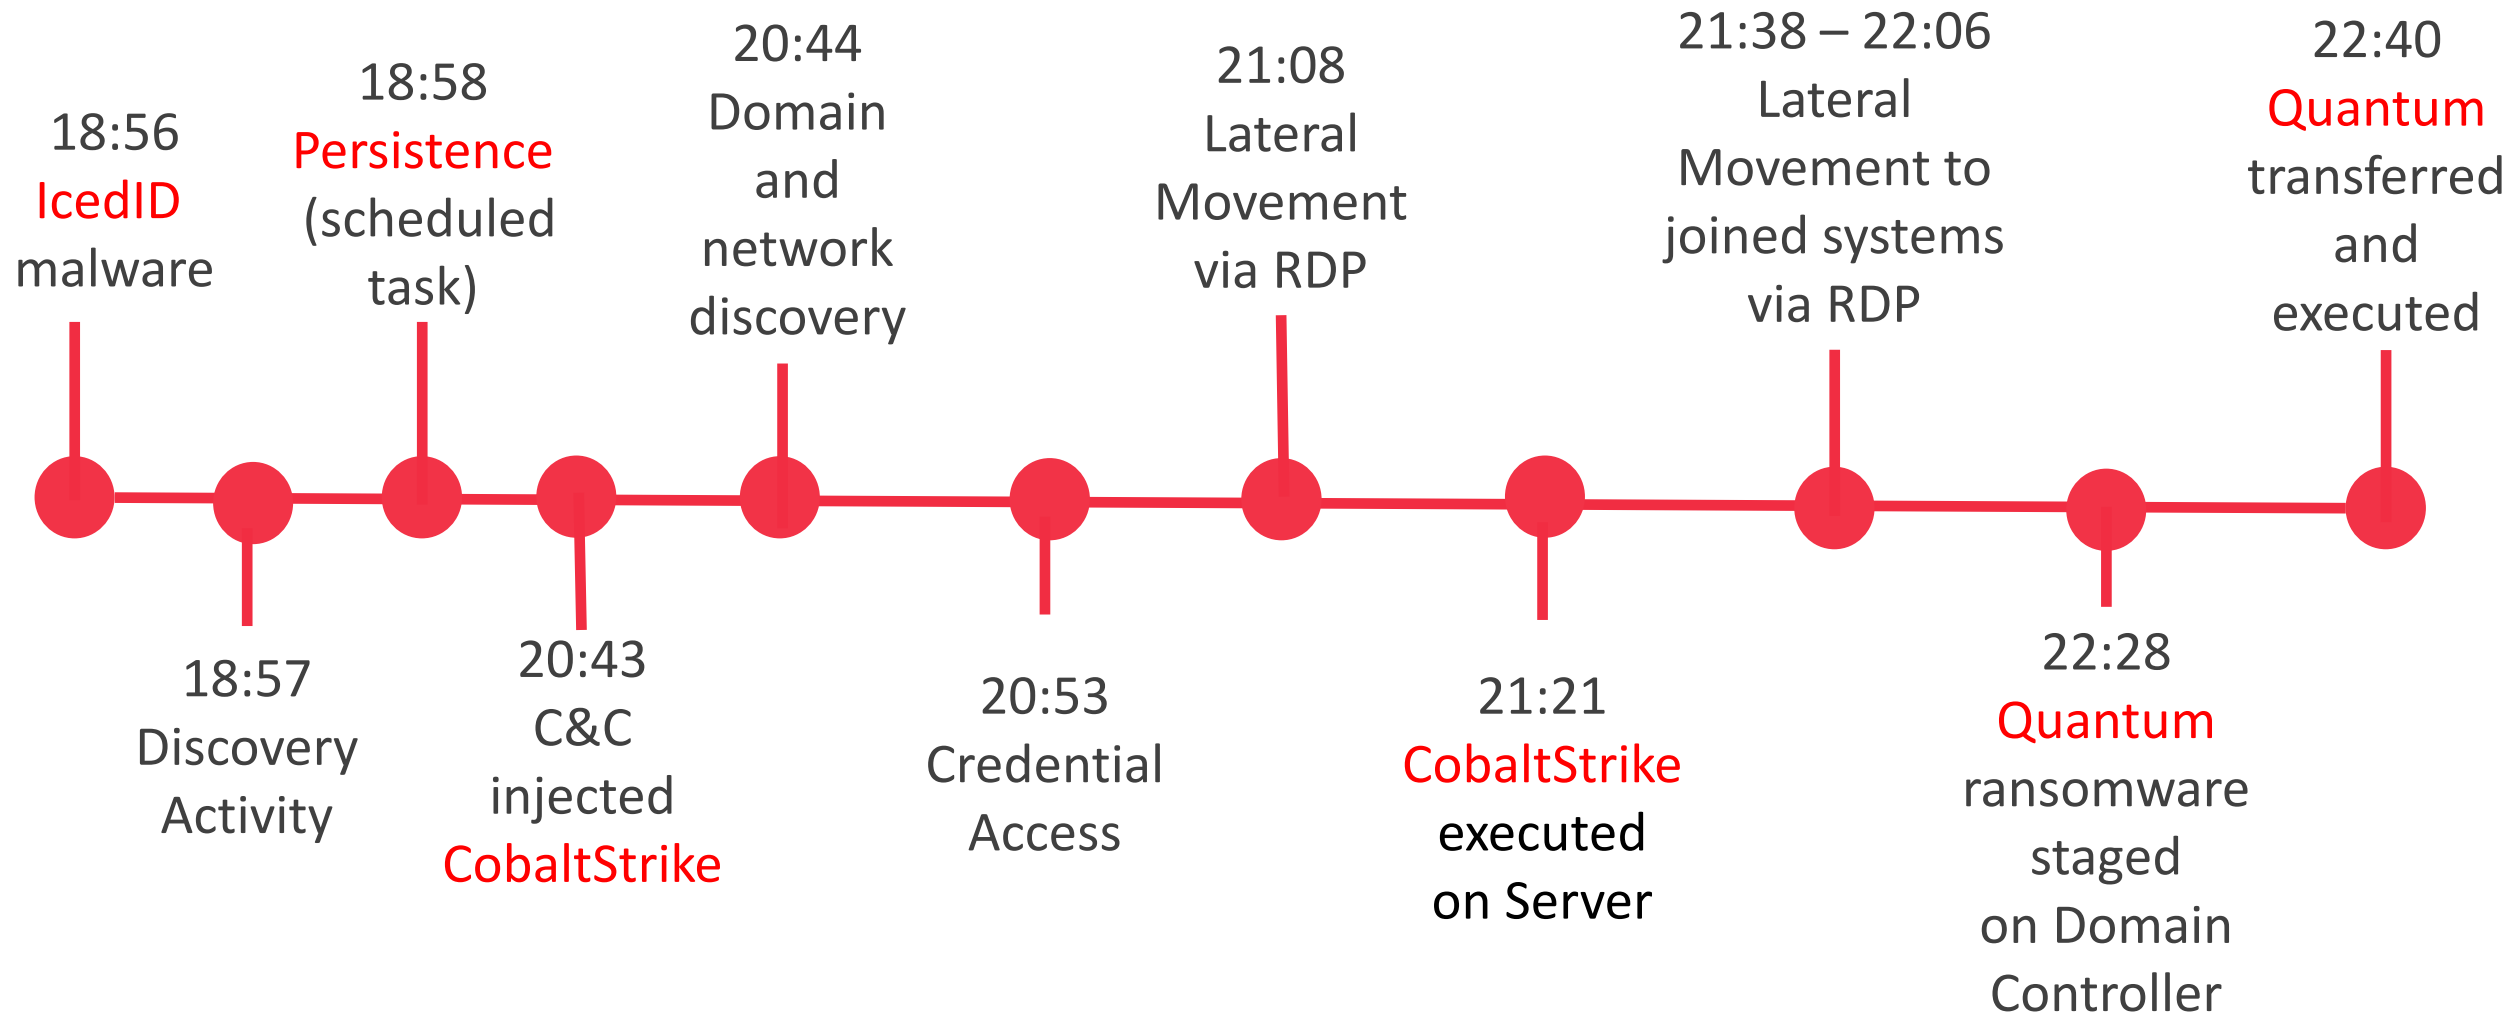 18:56
IcedID
malware
18:57
Discovery
Activity
18:58
Persistence
(scheduled
task)
20:43
C&C
injected
CobaltStrike
20:44
Domain
and
network
discovery
20:53
Credential
Access
21:08
Lateral
Movement
via RDP
21:21
CobaltStrike
executed
on Server
21:38 – 22:06
Lateral
Movement to
joined systems
via RDP
22:28
Quantum
ransomware
staged
on Domain
Controller
22:40
Quantum
transferred
and
executed